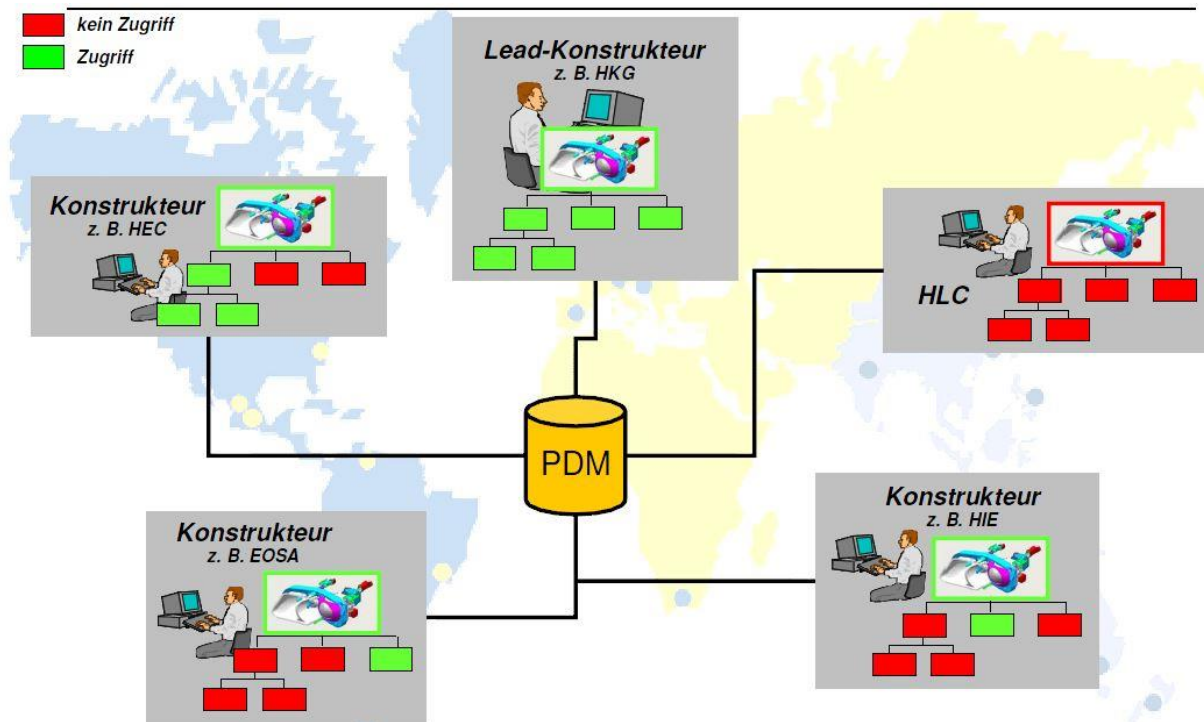 kein Zugriff
Zugriff
Lead-Konstrukteur
z. B. HKG
Konstrukteur
z. B. HEC
HLC
PDM
Konstrukteur
z. B. EOSA
Konstrukteur
z. B. HIE